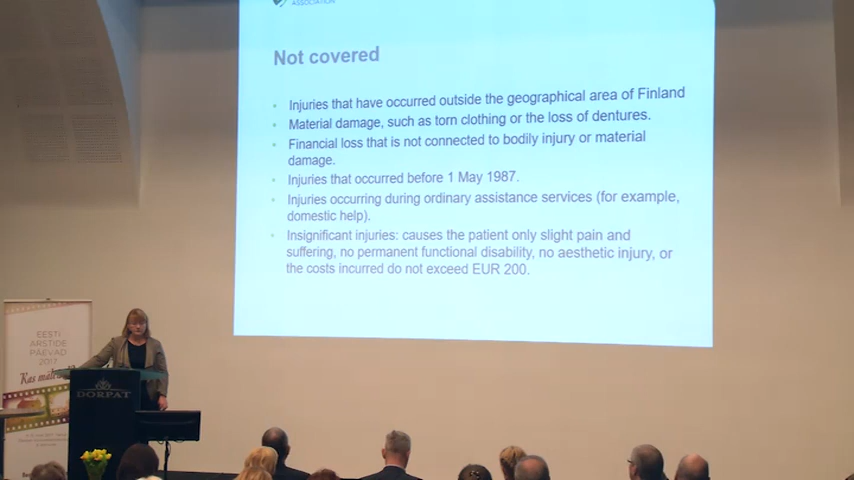 ASSOCIATION
Not covered
• Injuries that have occurred outside the geographical area of Finland
• Material damage, such as torn clothing or the loss of dentures.
• Financial loss that is not connected to bodily injury or material
damage.
• Injuries that occurred before 1 May 1987.
• Injuries occurring during ordinary assistance services (for example,
domestic help).
• Insignificant injuries: causes the patient only slight pain and
suffering, no permanent functional disability, no aesthetic injury, or
the costs incurred do not exceed EUR 200.
EESTI
ARSTIDE
PÄEVAD
2017
DORPAT